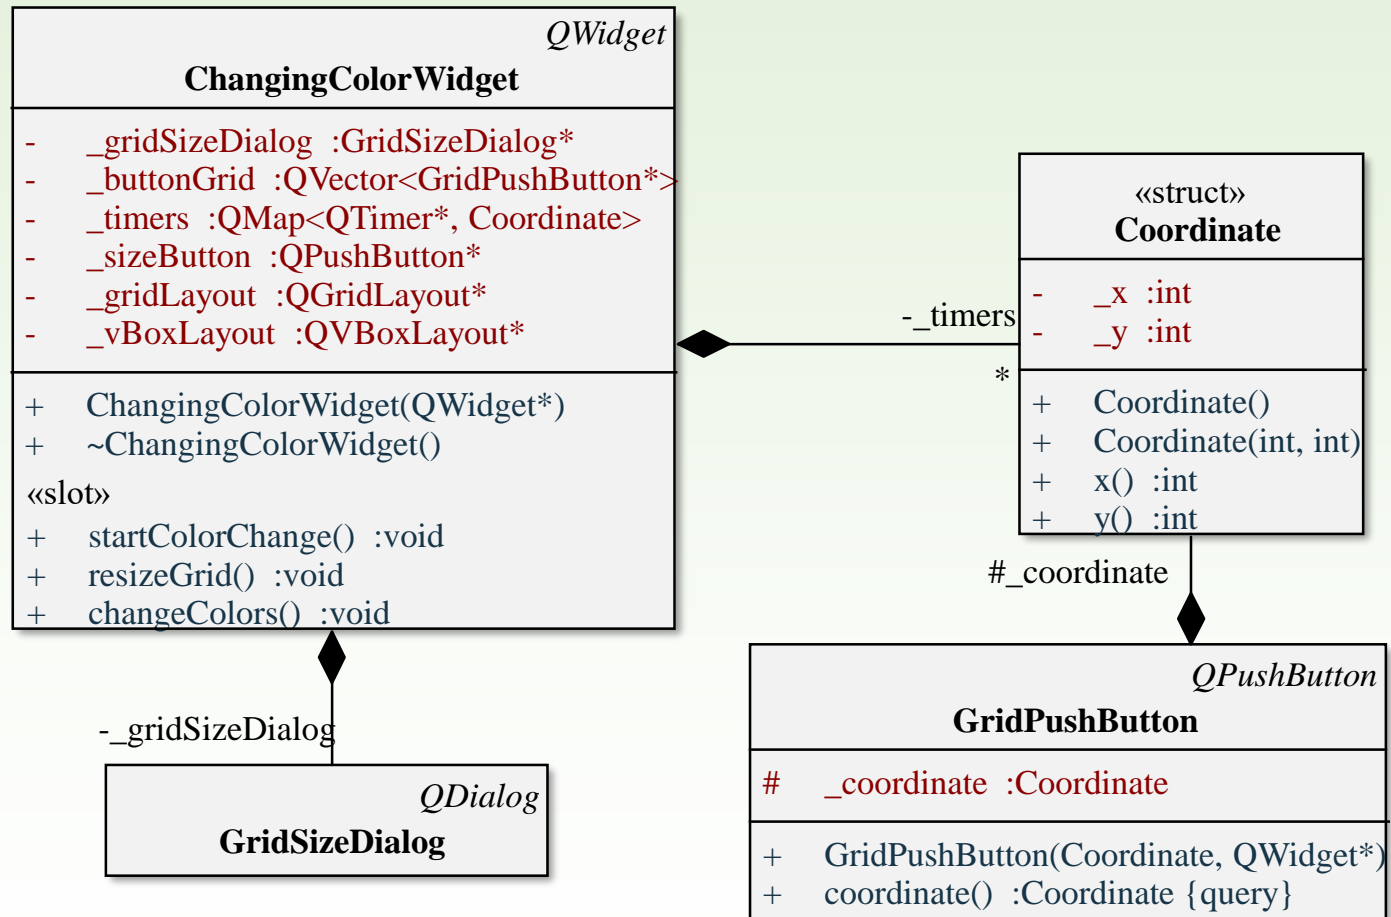 QWidget
ChangingColorWidget
- _gridSizeDialog :GridSizeDialog*
- _buttonGrid :QVector<GridPushButton*>
- _timers :QMap<QTimer*, Coordinate>
- _sizeButton :QPushButton*
- _gridLayout :QGridLayout*
- _vBoxLayout :QVBoxLayout*
+ ChangingColorWidget(QWidget*)
+ ~ChangingColorWidget()
«slot»
+ startColorChange() :void
+ resizeGrid() :void
+ changeColors() :void
-_timers
*
«struct»
Coordinate
- _x :int
- _y :int
+ Coordinate()
+ Coordinate(int, int)
+ x() :int
+ y() :int
#_coordinate
-_gridSizeDialog
QDialog
GridSizeDialog
QPushButton
GridPushButton
# _coordinate :Coordinate
+ GridPushButton(Coordinate, QWidget*)
+ coordinate() :Coordinate {query}